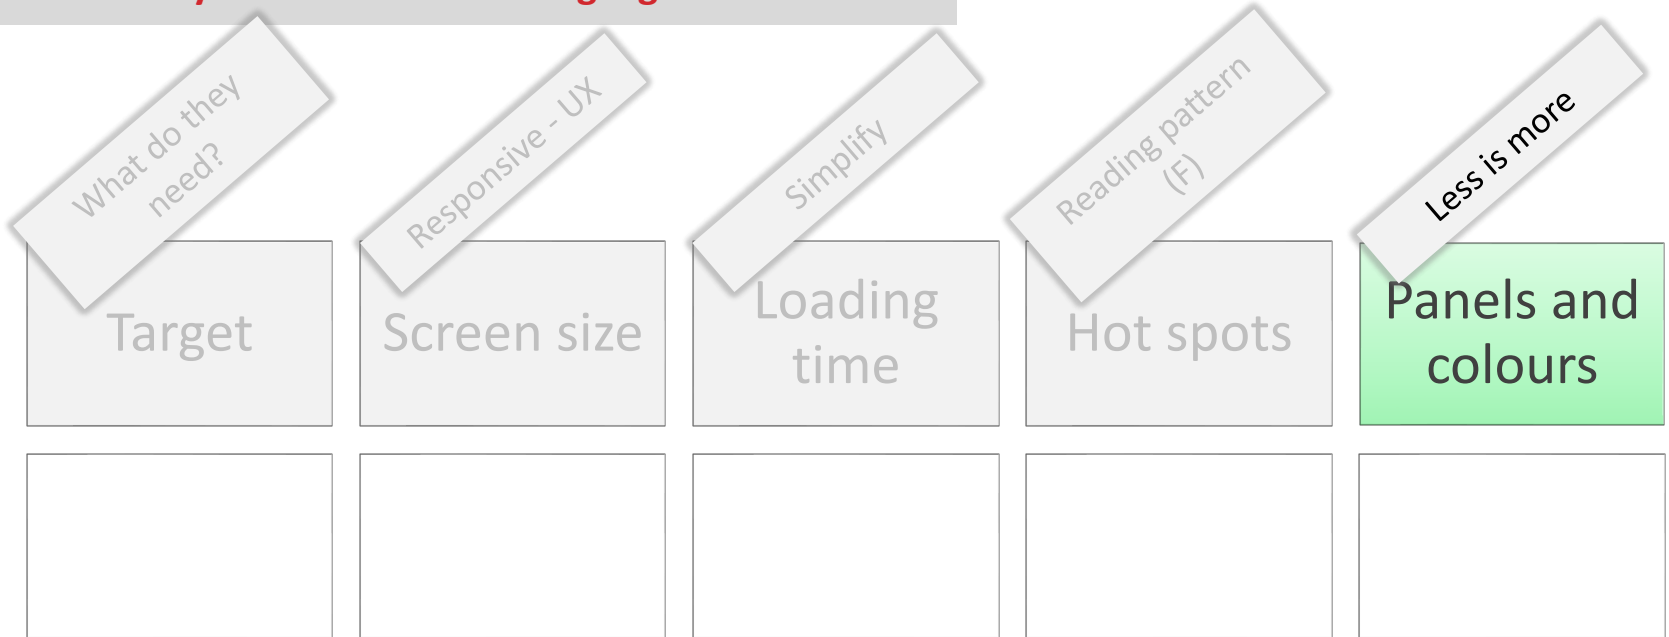 What do they
need?
Responsive - UX
Simplify
Reading pattern
(F)
Less is more
Target
Screen size
Loading
time
Hot spots
Panels and
colours